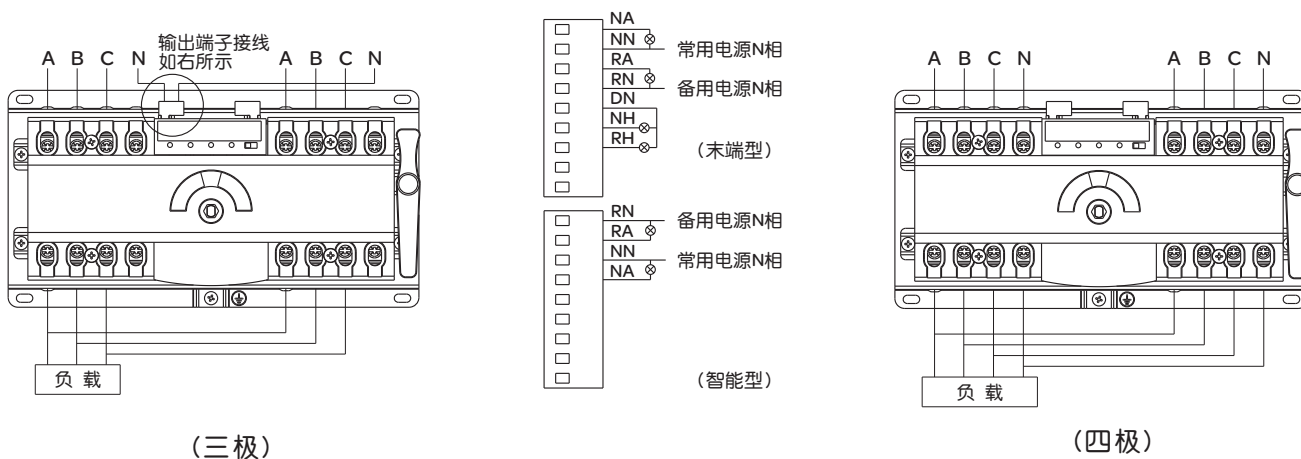 A B C N
输出端子接线
如右所示
A B C N
负 载
(三极)
NA
NN 常用电源N相
RA
RN 备用电源N相
DN
NH
RH
(末端型)
RN 备用电源N相
RA
NN 常用电源N相
NA
(智能型)
A B C N
A B C N
负 载
(四极)